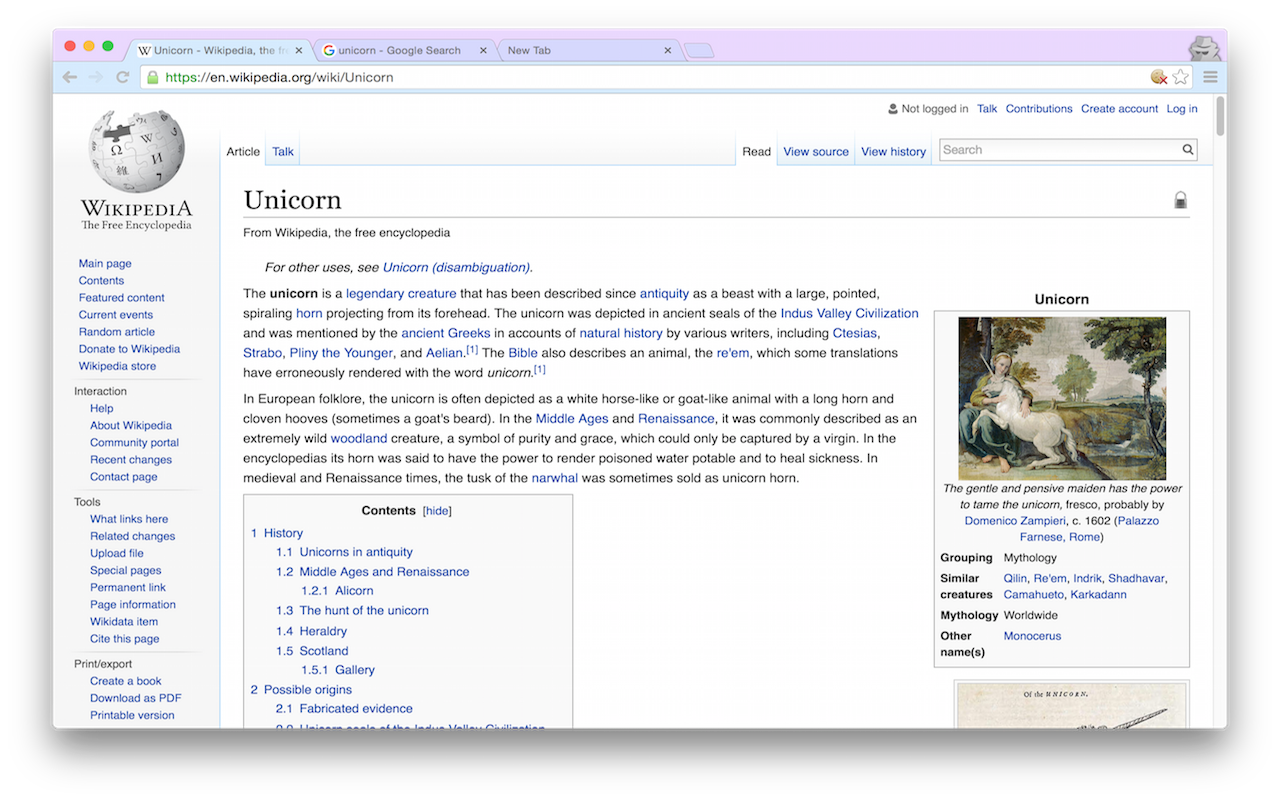 Unicorn - Wikipedia, the fr
unicorn - Google Search
New Tab
https://en.wikipedia.org/wiki/Unicorn
Not logged in Talk Contributions Create account Log in
Article Talk
Read View source View history Search
WIKIPEDIA
The Free Encyclopedia
Main page
Contents
Featured content
Current events
Random article
Donate to Wikipedia
Wikipedia store
Interaction
Help
About Wikipedia
Community portal
Recent changes
Contact page
Tools
What links here
Related changes
Upload file
Special pages
Permanent link
Page information
Wikidata item
Cite this page
Print/export
Create a book
Download as PDF
Printable version
Unicorn
From Wikipedia, the free encyclopedia
For other uses, see Unicorn (disambiguation).
The unicorn is a legendary creature that has been described since antiquity as a beast with a large, pointed,
spiraling horn projecting from its forehead. The unicorn was depicted in ancient seals of the Indus Valley Civilization
and was mentioned by the ancient Greeks in accounts of natural history by various writers, including Ctesias,
Strabo, Pliny the Younger, and Aelian.[1] The Bible also describes an animal, the re'em, which some translations
have erroneously rendered with the word unicorn.[1]
In European folklore, the unicorn is often depicted as a white horse-like or goat-like animal with a long horn and
cloven hooves (sometimes a goat's beard). In the Middle Ages and Renaissance, it was commonly described as an
extremely wild woodland creature, a symbol of purity and grace, which could only be captured by a virgin. In the
encyclopedias its horn was said to have the power to render poisoned water potable and to heal sickness. In
medieval and Renaissance times, the tusk of the narwhal was sometimes sold as unicorn horn.
Contents [hide]
1 History
1.1 Unicorns in antiquity
1.2 Middle Ages and Renaissance
1.2.1 Alicorn
1.3 The hunt of the unicorn
1.4 Heraldry
1.5 Scotland
1.5.1 Gallery
2 Possible origins
2.1 Fabricated evidence
2.2 Unicorn seals of the Indus Valley Civilization
Unicorn
The gentle and pensive maiden has the power
to tame the unicorn, fresco, probably by
Domenico Zampieri, c. 1602 (Palazzo
Farnese, Rome)
Grouping Mythology
Similar creatures Qilin, Re'em, Indrik, Shadhavar,
Camahueto, Karkadann
Mythology Worldwide
Other name(s) Monocerus
Of the UNICORN.